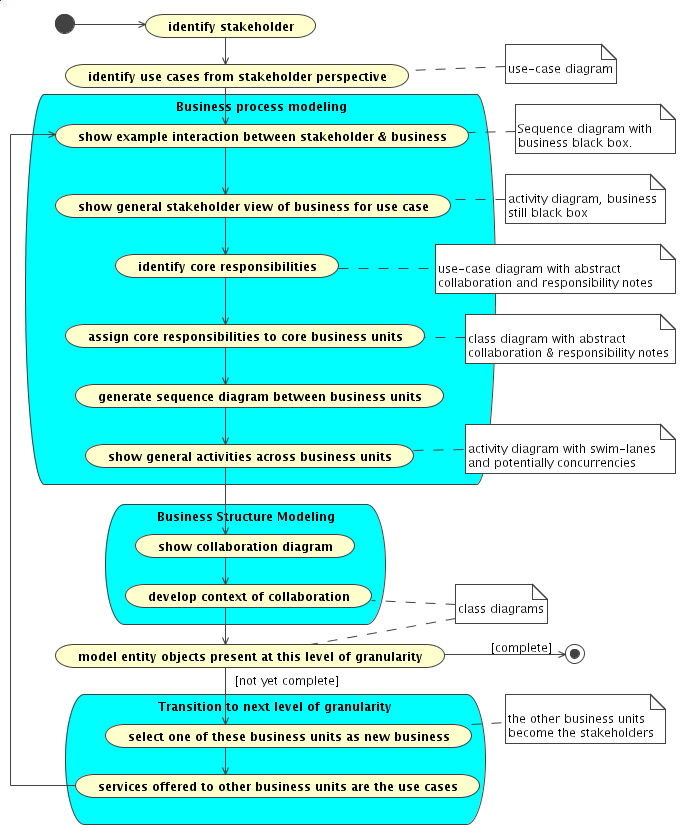 identify stakeholder
identify use cases from stakeholder perspective
use-case diagram
Business process modeling
show example interaction between stakeholder & business
Sequence diagram with
business black box.
show general stakeholder view of business for use case
activity diagram, business
still black box
identify core responsibilities
use-case diagram with abstract
collaboration and responsibility notes
assign core responsibilities to core business units
class diagram with abstract
collaboration & responsibility notes
generate sequence diagram between business units
show general activities across business units
activity diagram with swim-lanes
and potentially concurrencies
Business Structure Modeling
show collaboration diagram
develop context of collaboration
class diagrams
model entity objects present at this level of granularity
[complete]
[not yet complete]
Transition to next level of granularity
select one of these business units as new business
the other business units
become the stakeholders
services offered to other business units are the use cases